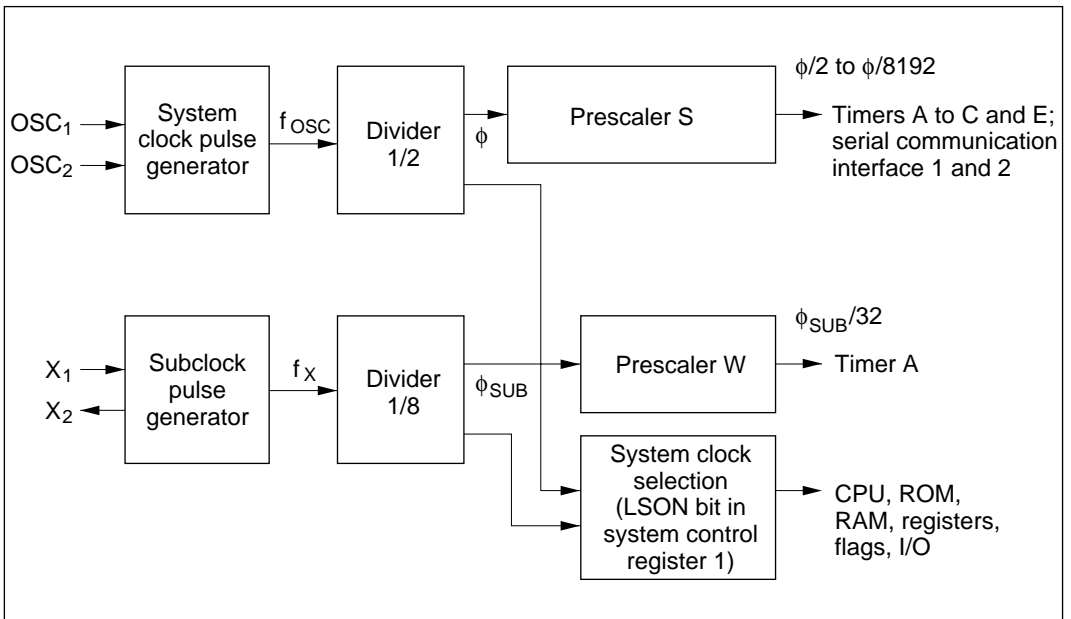 OSC1
OSC2
System
clock pulse
generator
fOSC
Divider
1/2
ϕ
Prescaler S
ϕ/2 to ϕ/8192
Timers A to C and E;
serial communication
interface 1 and 2
X1
X2
Subclock
pulse
generator
fX
Divider
1/8
ϕSUB
Prescaler W
ϕSUB/32
Timer A
System clock
selection
(LSON bit in
system control
register 1)
CPU, ROM,
RAM, registers,
flags, I/O